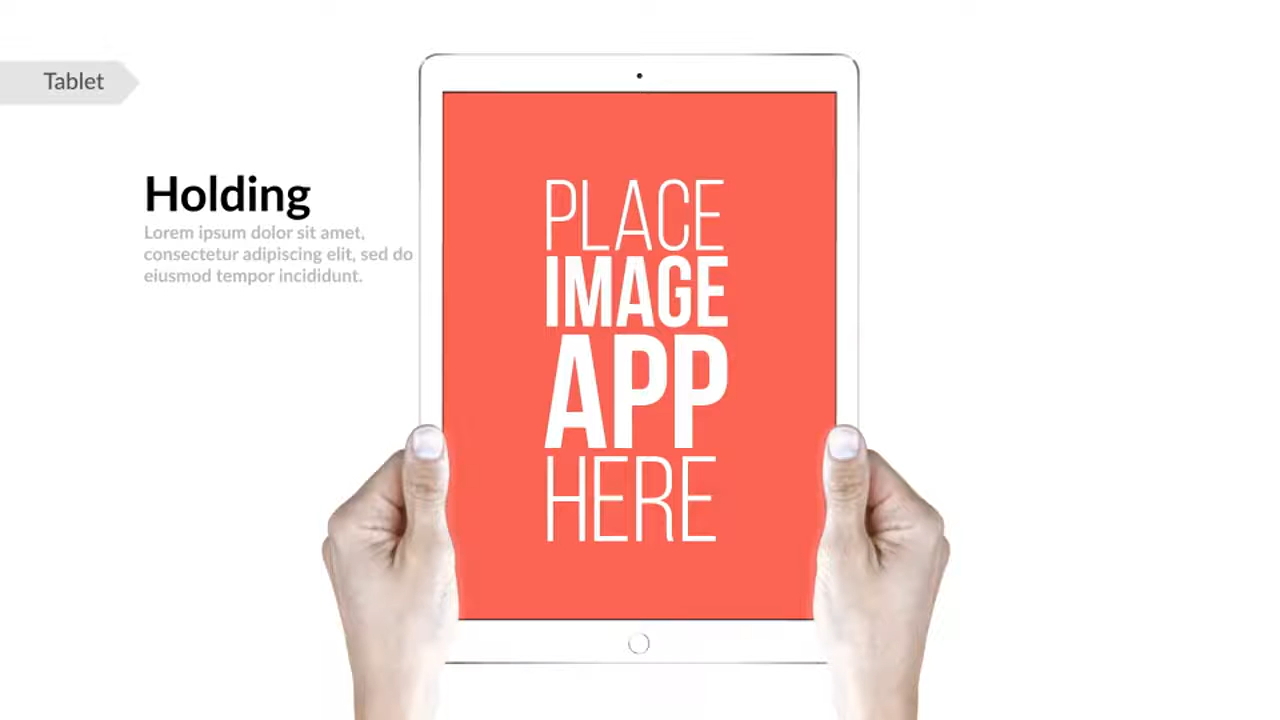 Tablet
Holding
Lorem ipsum dolor sit amet,
consectetur adipiscing elit, sed do
eiusmod tempor incididunt.
PLACE
IMAGE
APP
HERE